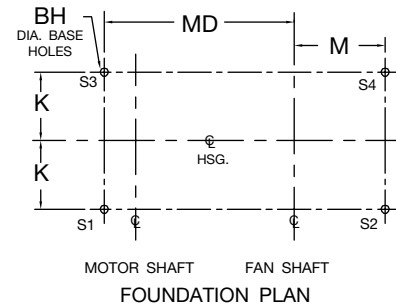 BH
DIA. BASE
HOLES
MD
M
S3
S4
K
℄
HSG.
K
S1
℄
℄
S2
MOTOR SHAFT
FAN SHAFT
FOUNDATION PLAN